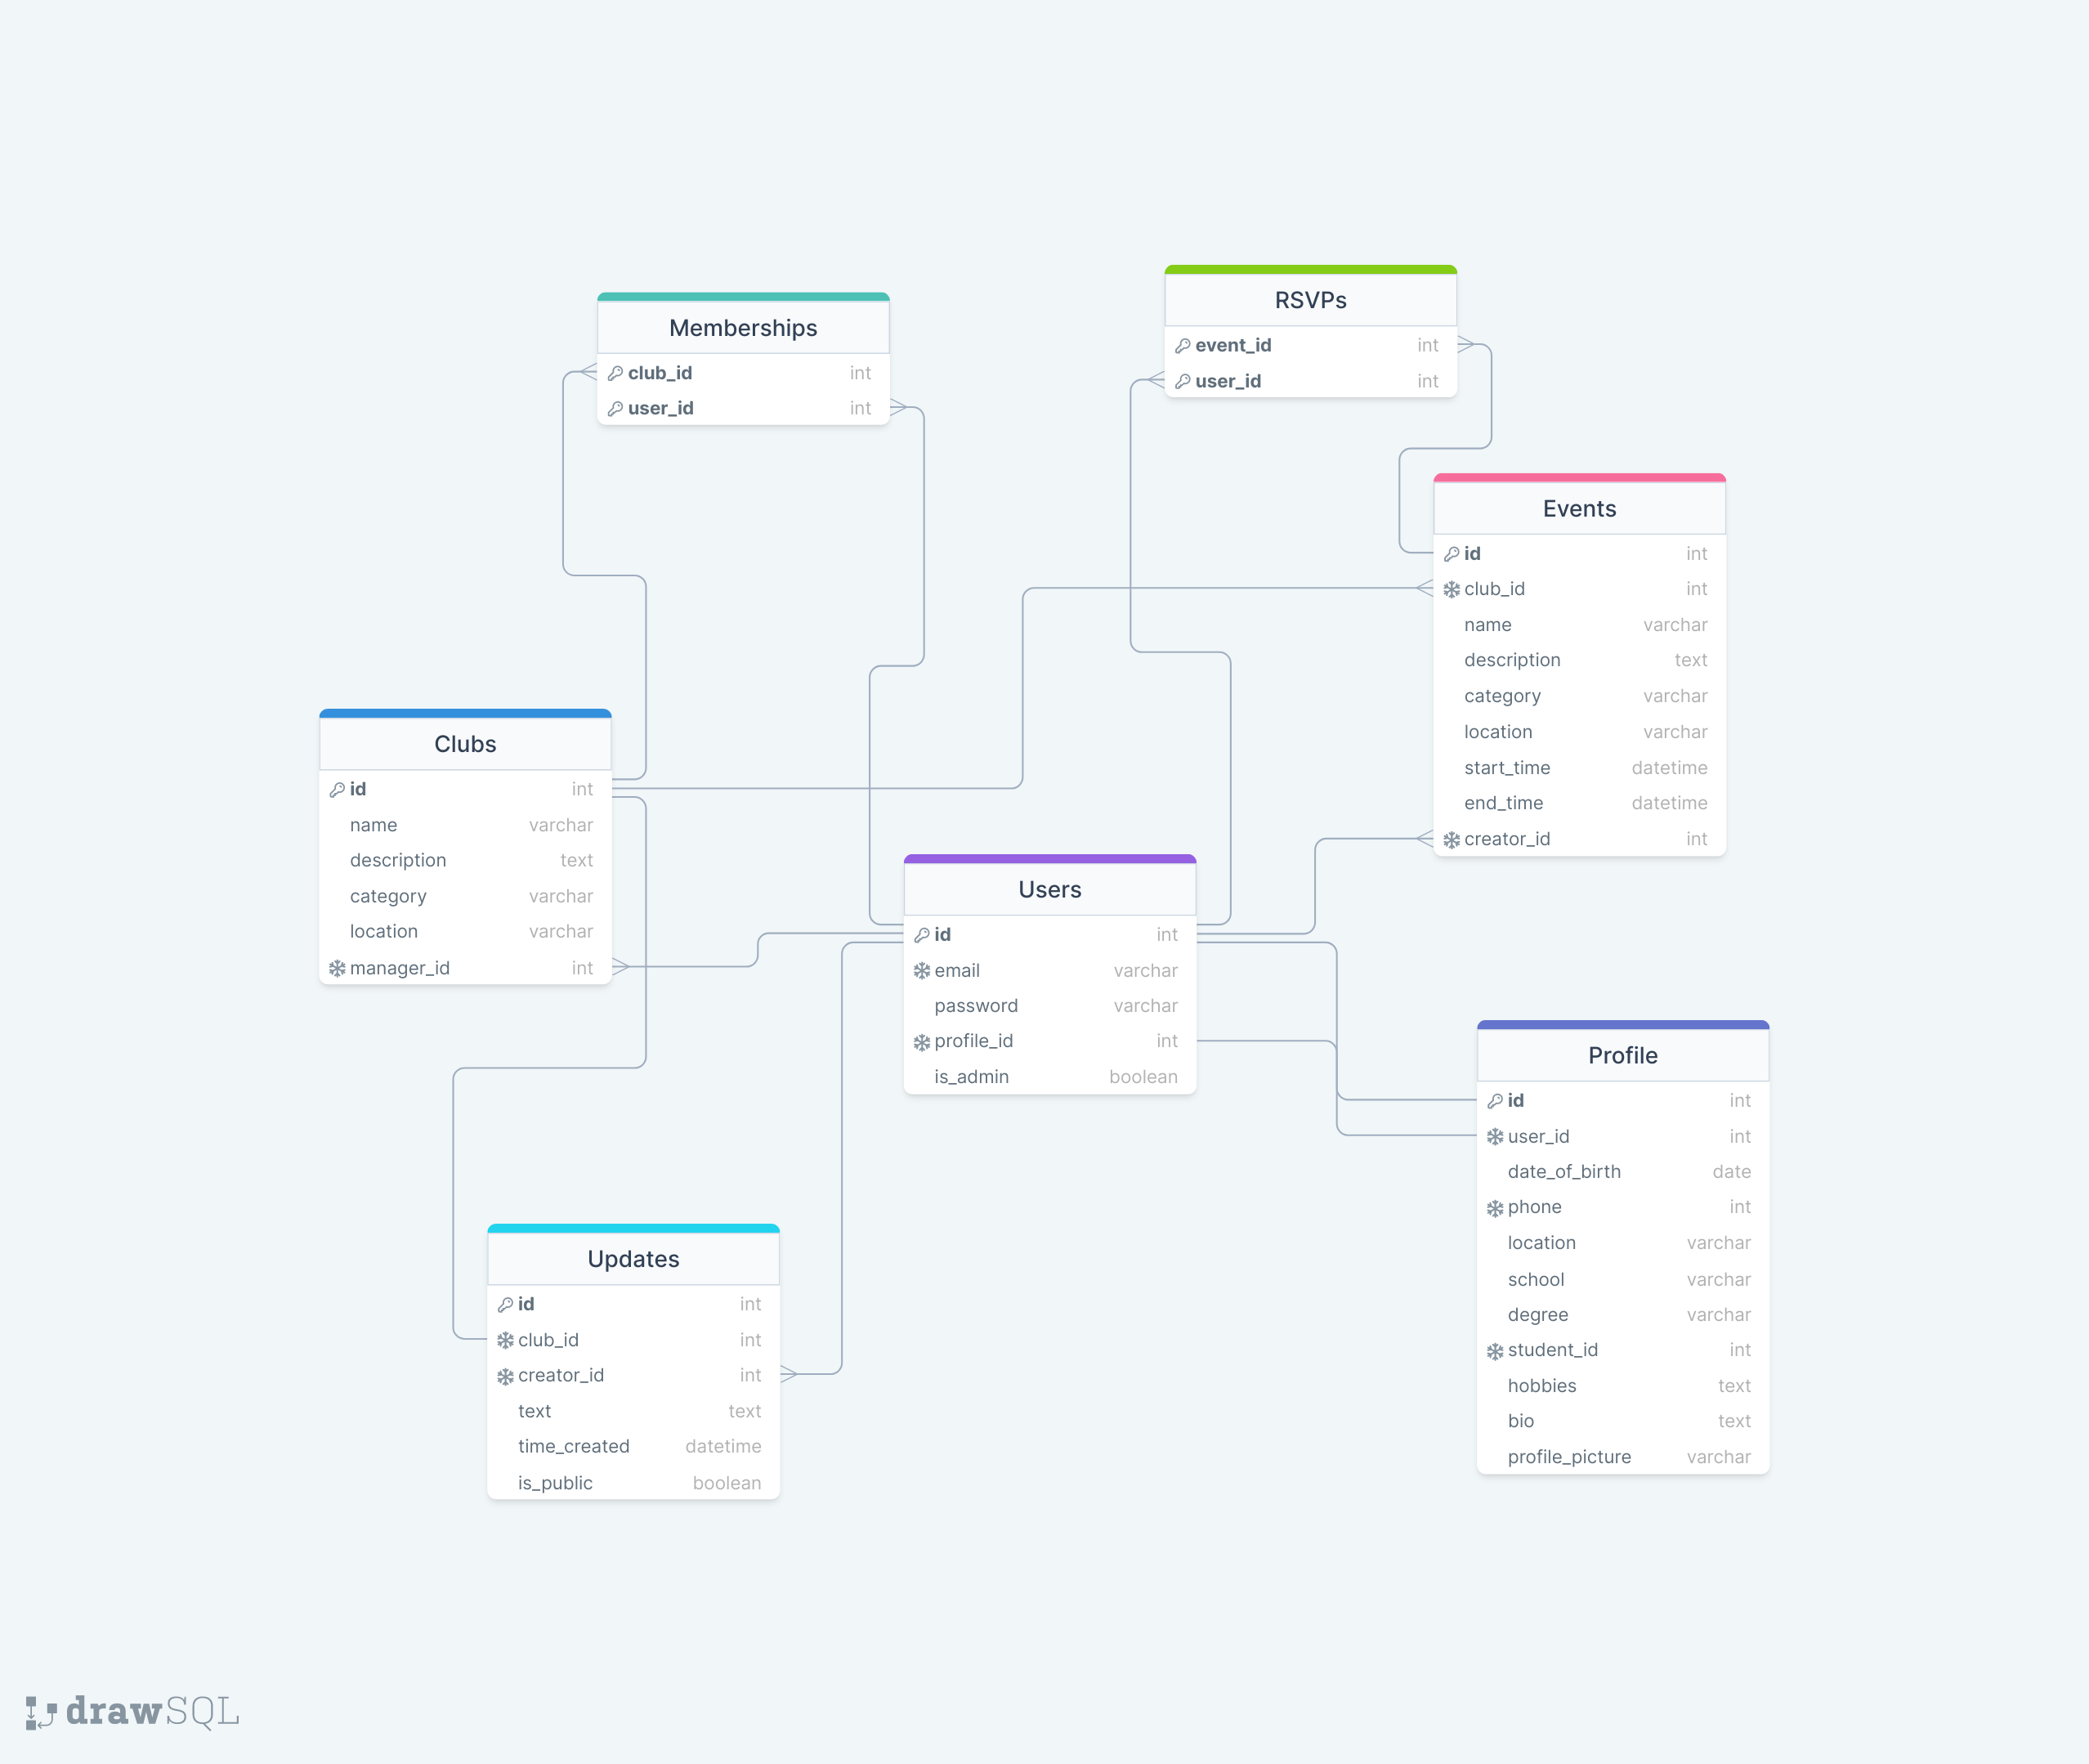 RSVPs
event_id int
user_id int
Memberships
club_id int
user_id int
Events
id int
club_id int
name varchar
description text
category varchar
location varchar
start_time datetime
end_time datetime
creator_id int
Clubs
id int
name varchar
description text
category varchar
location varchar
manager_id int
Users
id int
email varchar
password varchar
profile_id int
is_admin boolean
Profile
id int
user_id int
date_of_birth date
phone int
location varchar
school varchar
degree varchar
student_id int
hobbies text
bio text
profile_picture varchar
Updates
id int
club_id int
creator_id int
text text
time_created datetime
is_public boolean
drawSQL